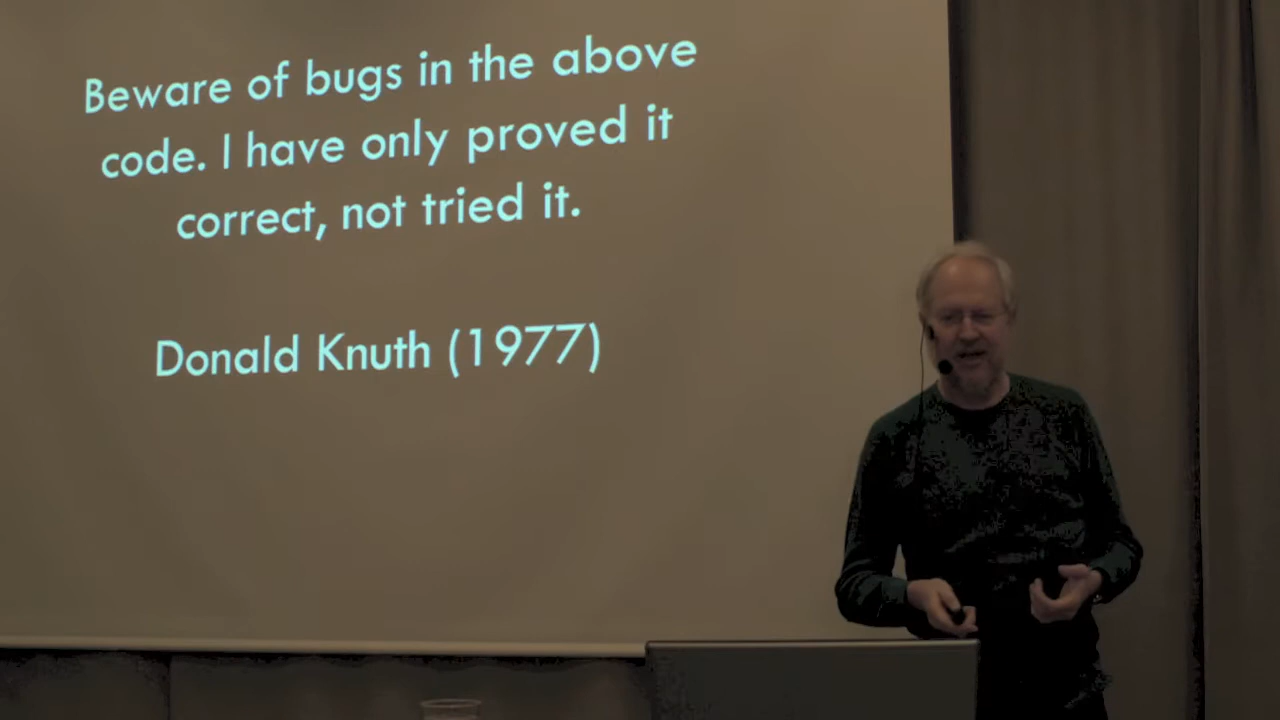 Beware of bugs in the above
code. I have only proved it
correct, not tried it.
Donald Knuth (1977)